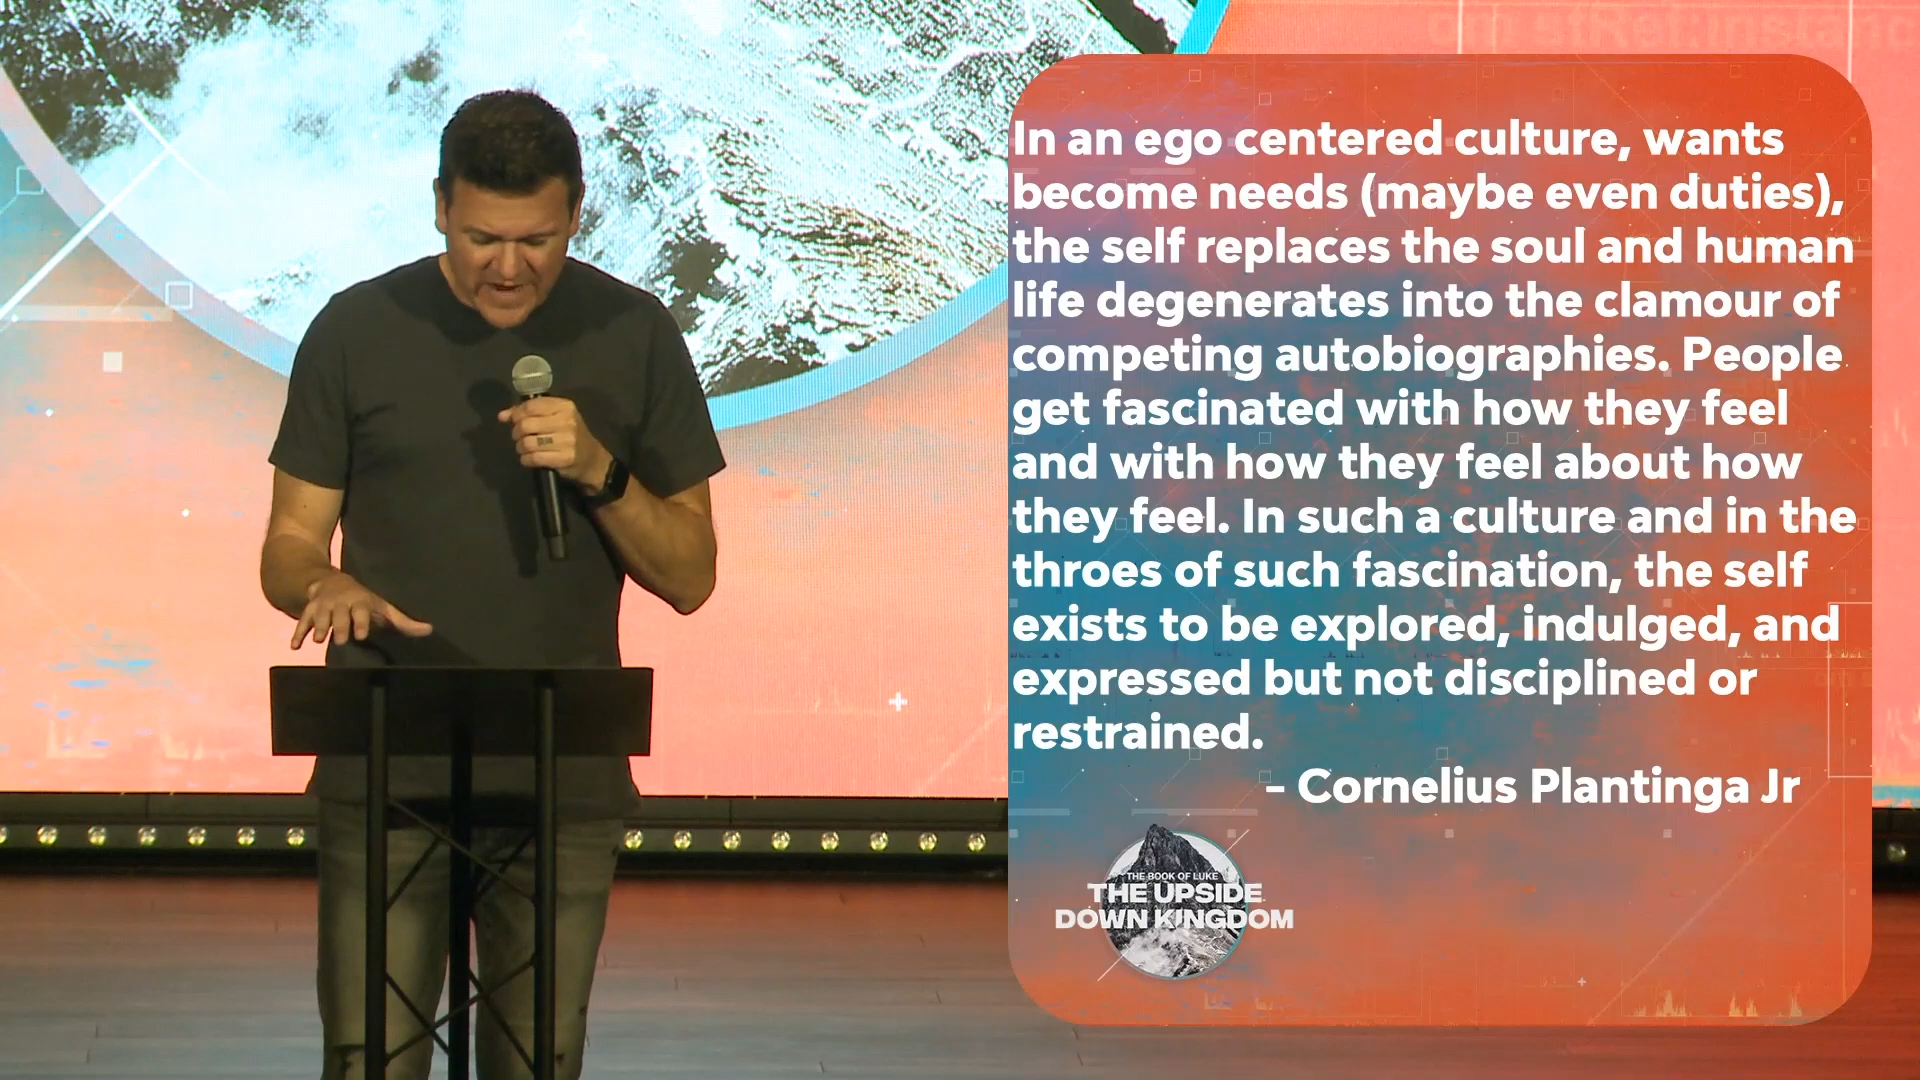 In an ego centered culture, wants
become needs (maybe even duties),
the self replaces the soul and human
life degenerates into the clamour of
competing autobiographies. People
get fascinated with how they feel
and with how they feel about how
they feel. In such a culture and in the
throes of such fascination, the self
exists to be explored, indulged, and
expressed but not disciplined or
restrained.
- Cornelius Plantinga Jr
THE BOOK OF LUKE
THE UPSIDE
DOWN KINGDOM